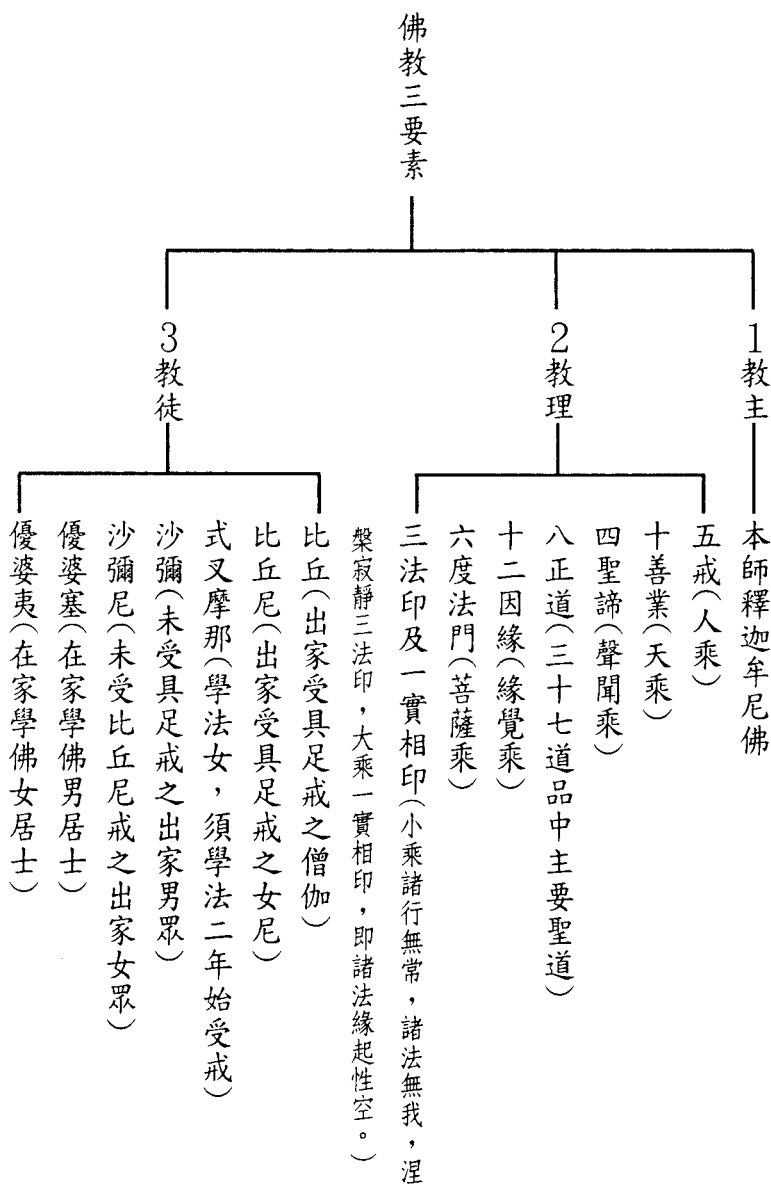 佛教三要素
1教主
本師釋迦牟尼佛
2教理
五戒(人乘)
十善業(天乘)
四聖諦(聲聞乘)
八正道(三十七道品中主要聖道)
十二因緣(緣覺乘)
六度法門(菩薩乘)
三法印及一實相印(小乘諸行無常，諸法無我，涅
槃寂靜三法印，大乘一實相印，即諸法緣起性空。)
3教徒
比丘(出家受具足戒之僧伽)
比丘尼(出家受具足戒之女尼)
式叉摩那(學法女，須學法二年始受戒)
沙彌(未受具足戒之出家男眾)
沙彌尼(未受比丘尼戒之出家女眾)
優婆塞(在家學佛男居士)
優婆夷(在家學佛女居士)